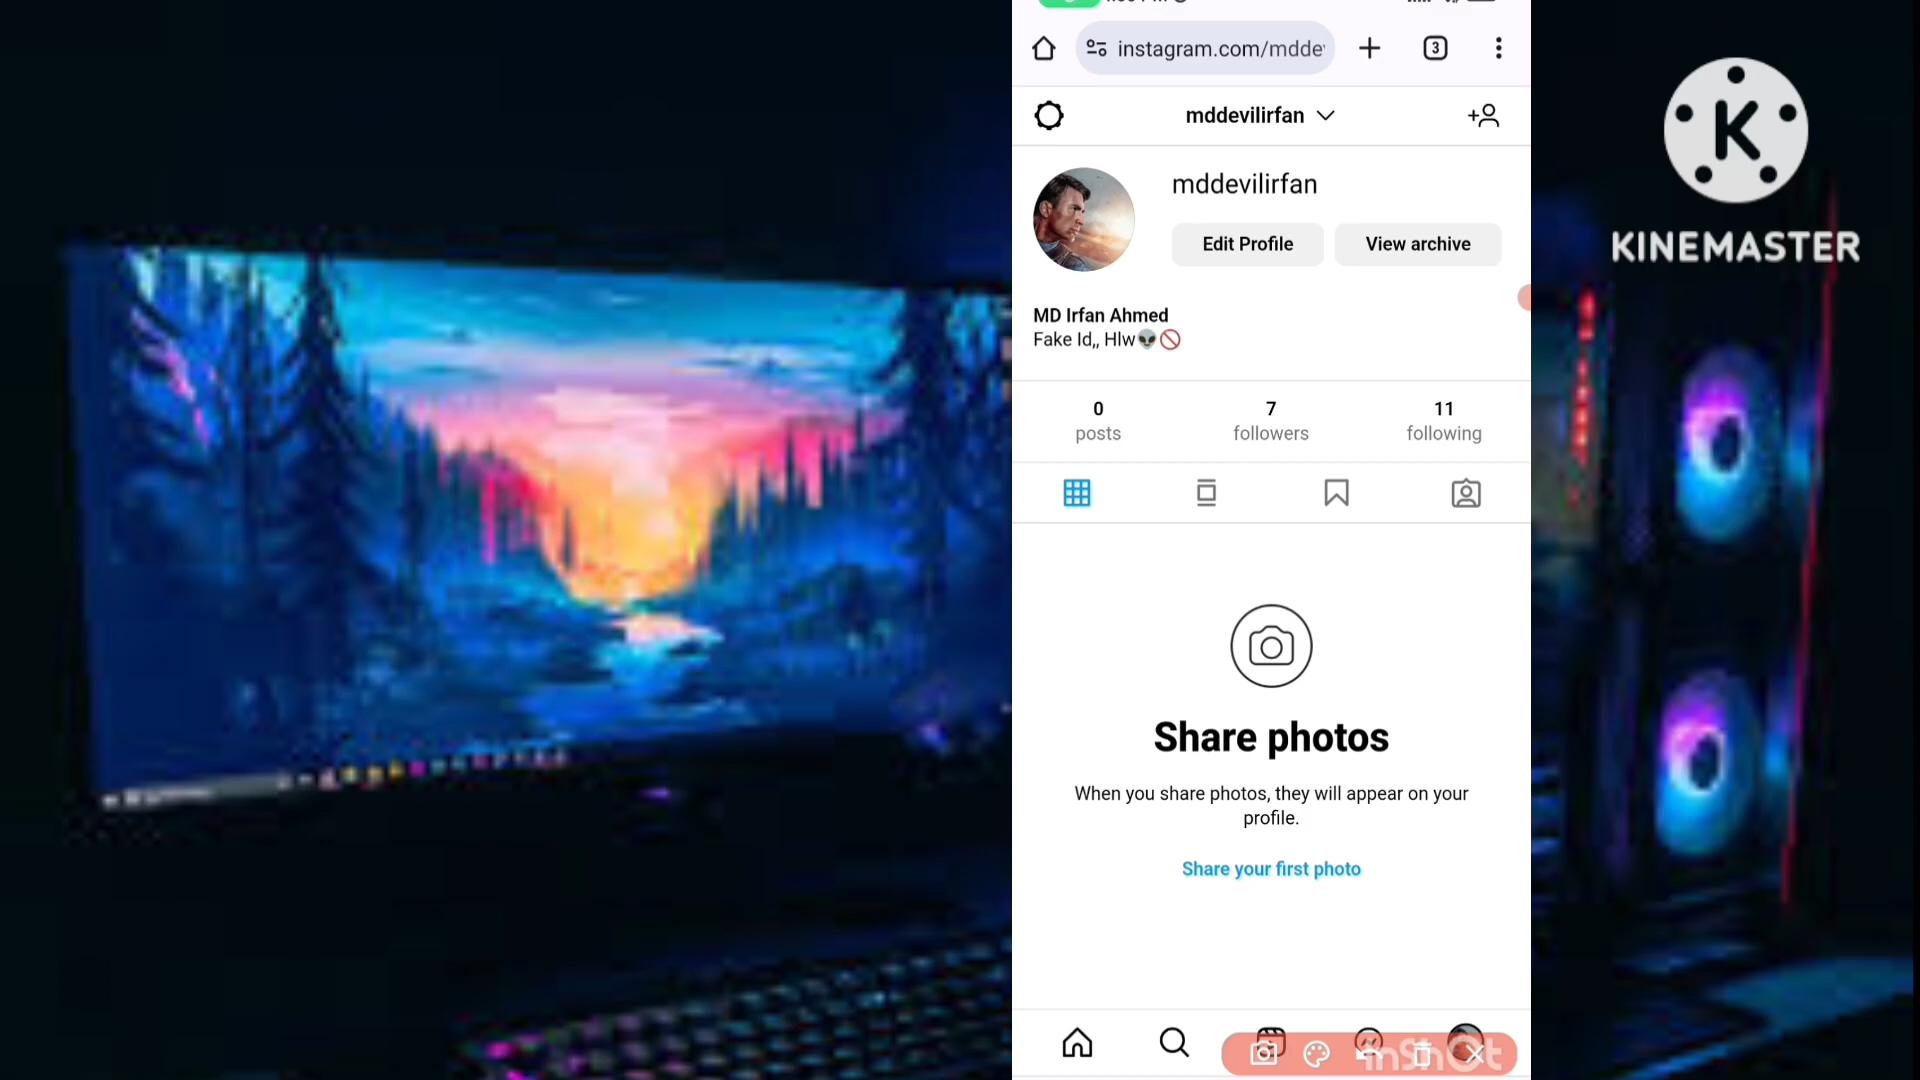 instagram.com/mdde
3
mddevilirfan
mddevilirfan
Edit Profile
View archive
MD Irfan Ahmed
Fake Id,, Hlw👽🚫
0
posts
7
followers
11
following
Share photos
When you share photos, they will appear on your
profile.
Share your first photo
InShOt
K
KINEMASTER